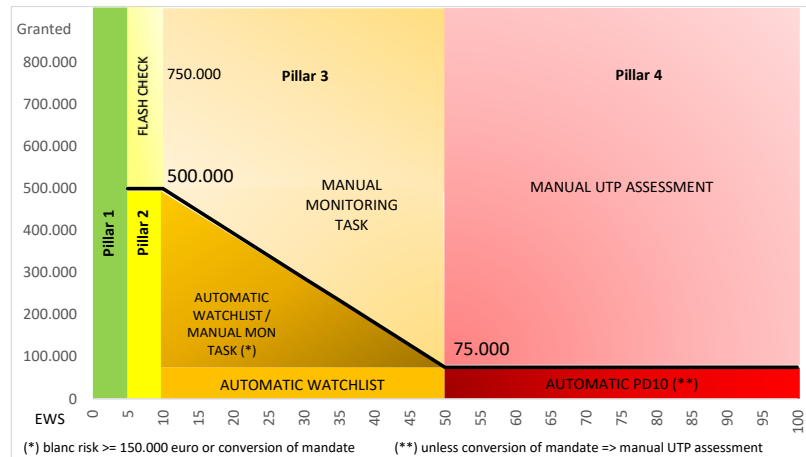 Granted
800.000
700.000
600.000
500.000
400.000
300.000
200.000
100.000
0
EWS
Pillar 1
FLASH CHECK
Pillar 2
750.000
Pillar 3
500.000
MANUAL
MONITORING
TASK
AUTOMATIC
WATCHLIST /
MANUAL MON
TASK (*)
AUTOMATIC WATCHLIST
Pillar 4
MANUAL UTP ASSESSMENT
75.000
AUTOMATIC PD10 (**)
0 5 10 15 20 25 30 35 40 45 50 55 60 65 70 75 80 85 90 95 100
(*) blanc risk >= 150.000 euro or conversion of mandate
(**) unless conversion of mandate => manual UTP assessment